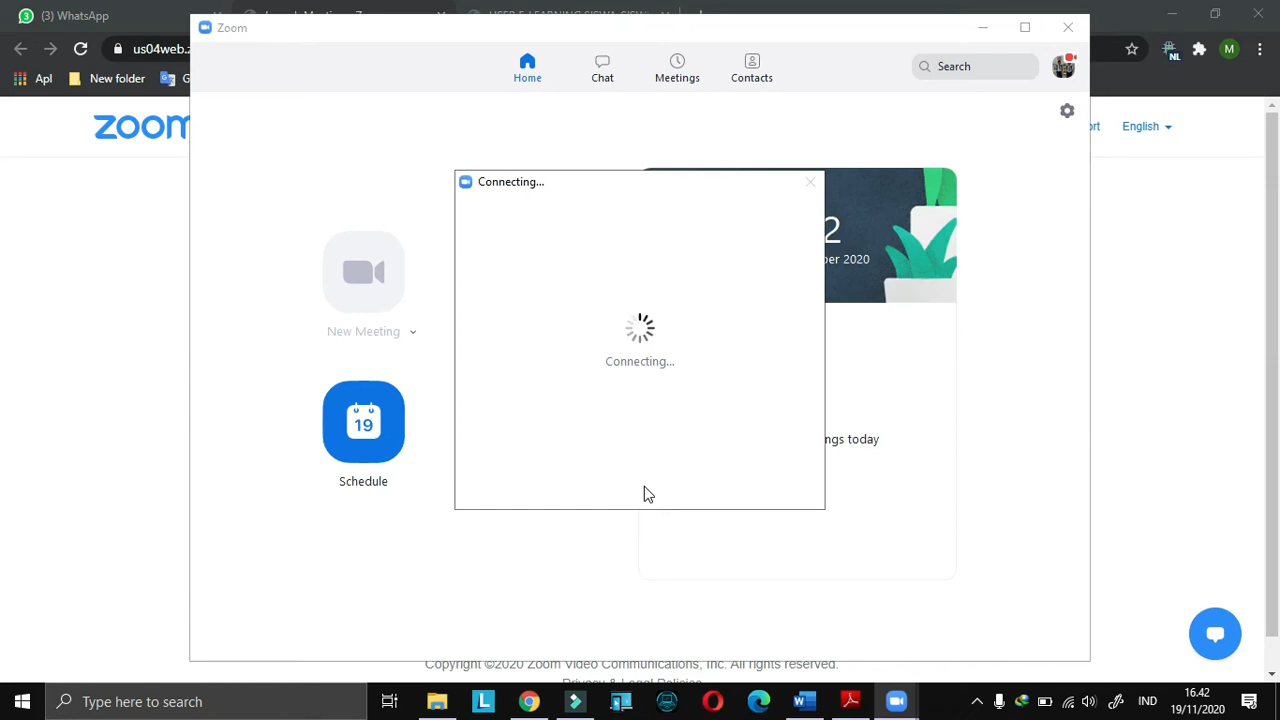 (3) WhatsApp
Zoom
us04web.z
NL
M
Apl
New folder
G
Home
Chat
Meetings
Contacts
Search
zoom
ort
English
Connecting...
2
ber 2020
Connecting...
New Meeting
ngs today
19
Schedule
Copyright ©2020 Zoom Video Communications, Inc. All rights reserved.
Type here to search
L
W
IND
16.42
19/11/2020